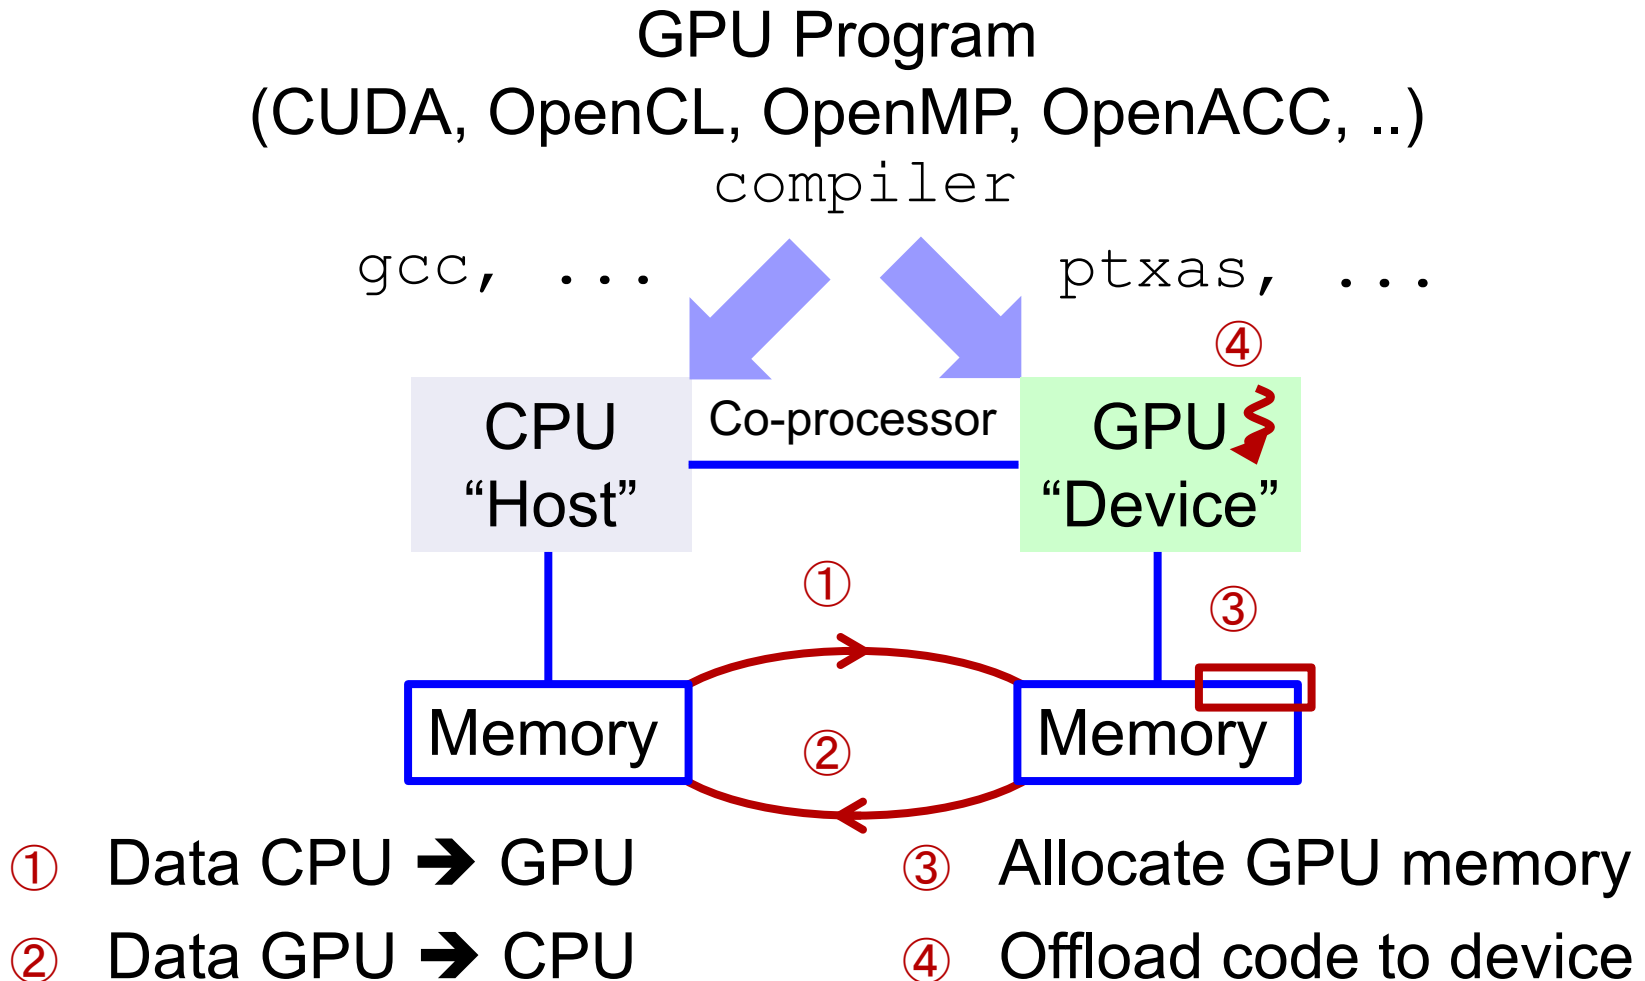 GPU Program
(CUDA, OpenCL, OpenMP, OpenACC, ..)
compiler
gcc, ...
ptxas, ...
④
CPU
“Host”
Co-processor
GPU
“Device”
①
③
Memory
②
Memory
① Data CPU ➔ GPU
③ Allocate GPU memory
② Data GPU ➔ CPU
④ Offload code to device